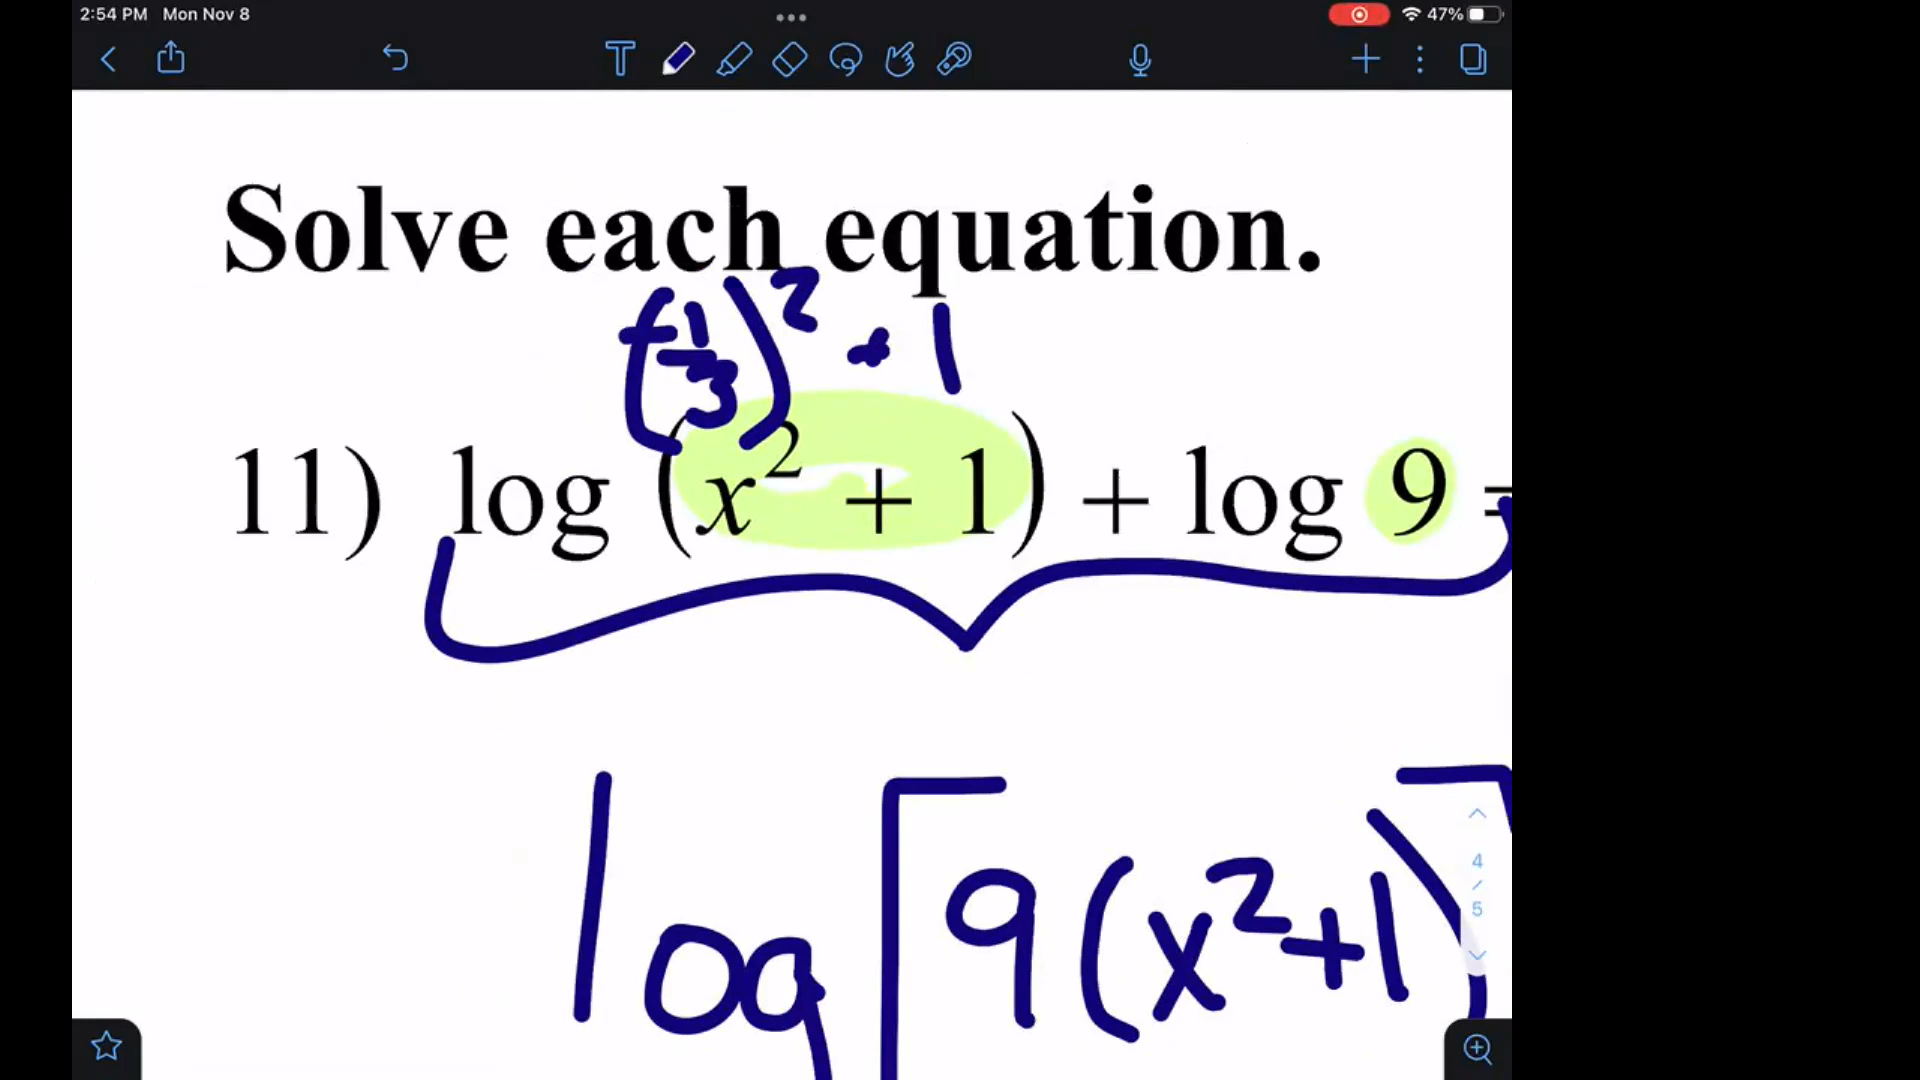 2:54 PM Mon Nov 8
47%
Solve each equation.
(-1/3)² + 1
11) log (x² + 1) + log 9 =
log [9(x²+1)]
4 / 5